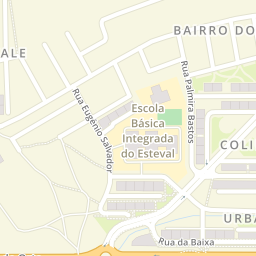 BAIRRO DO
ALE
Rua Eugénio Salvador
Rua Palmira Bastos
Escola
Básica
Integrada
do Esteval
COLI
URBA
Rua da Baixa